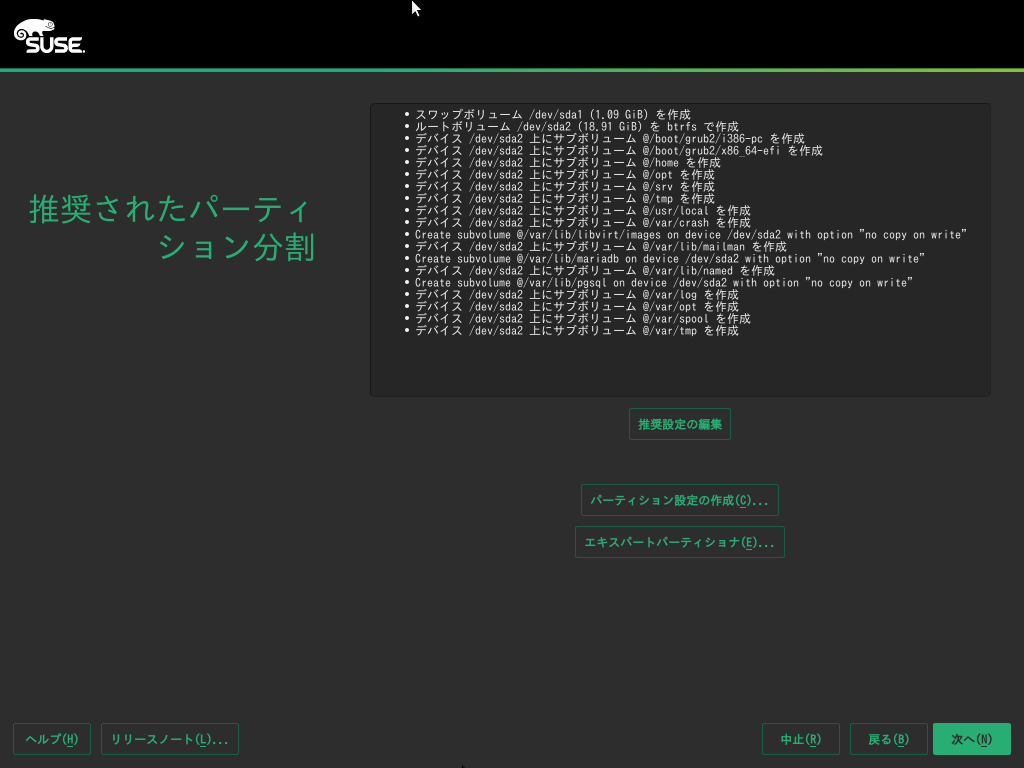 SUSE.
推奨されたパーティ
ション分割
• スワップボリューム /dev/sda1 (1.09 GiB) を作成
• ルートボリューム /dev/sda2 (18.91 GiB) を btrfs で作成
• デバイス /dev/sda2 上にサブボリューム @/boot/grub2/i386-pc を作成
• デバイス /dev/sda2 上にサブボリューム @/boot/grub2/x86_64-efi を作成
• デバイス /dev/sda2 上にサブボリューム @/home を作成
• デバイス /dev/sda2 上にサブボリューム @/opt を作成
• デバイス /dev/sda2 上にサブボリューム @/srv を作成
• デバイス /dev/sda2 上にサブボリューム @/tmp を作成
• デバイス /dev/sda2 上にサブボリューム @/usr/local を作成
• デバイス /dev/sda2 上にサブボリューム @/var/crash を作成
• Create subvolume @/var/lib/libvirt/images on device /dev/sda2 with option "no copy on write"
• デバイス /dev/sda2 上にサブボリューム @/var/lib/mailman を作成
• Create subvolume @/var/lib/mariadb on device /dev/sda2 with option "no copy on write"
• デバイス /dev/sda2 上にサブボリューム @/var/lib/named を作成
• Create subvolume @/var/lib/pgsql on device /dev/sda2 with option "no copy on write"
• デバイス /dev/sda2 上にサブボリューム @/var/log を作成
• デバイス /dev/sda2 上にサブボリューム @/var/opt を作成
• デバイス /dev/sda2 上にサブボリューム @/var/spool を作成
• デバイス /dev/sda2 上にサブボリューム @/var/tmp を作成
推奨設定の編集
パーティション設定の作成(C)...
エキスパートパーティショナ(E)...
ヘルプ(H)
リリースノート(L)...
中止(R)
戻る(B)
次へ(N)